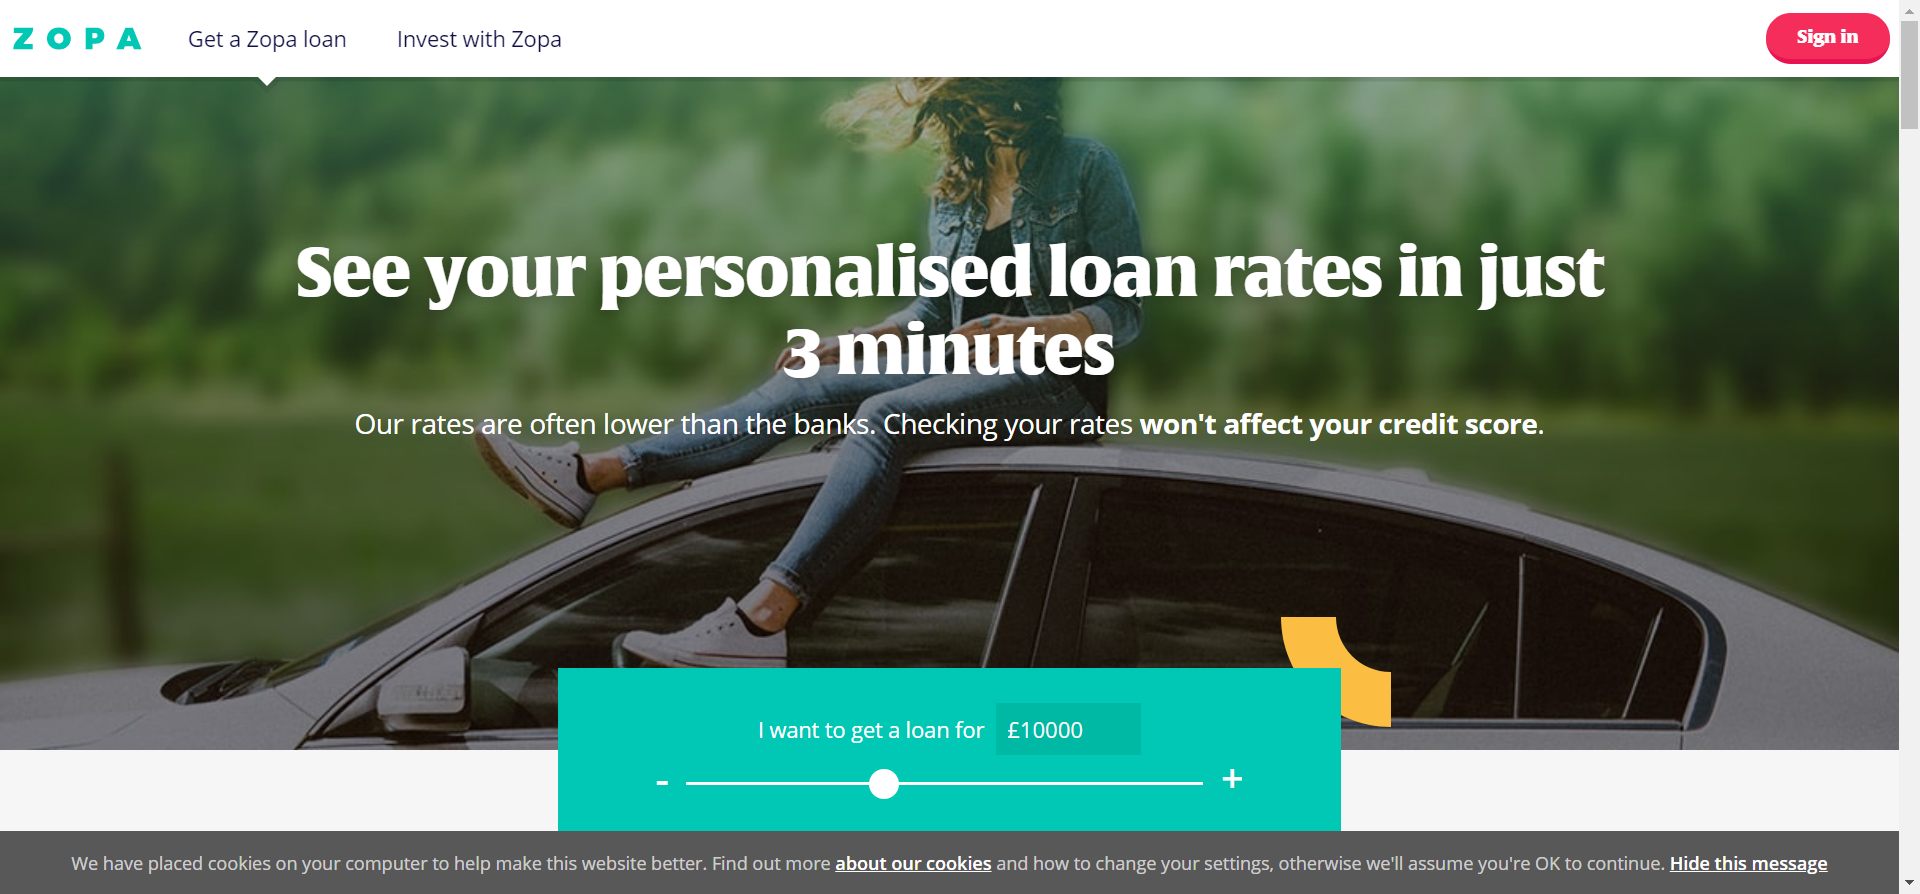 ZOPA Get a Zopa loan Invest with Zopa Sign in
See your personalised loan rates in just
3 minutes
Our rates are often lower than the banks. Checking your rates won't affect your credit score.
I want to get a loan for £10000
- +
We have placed cookies on your computer to help make this website better. Find out more about our cookies and how to change your settings, otherwise we'll assume you're OK to continue. Hide this message